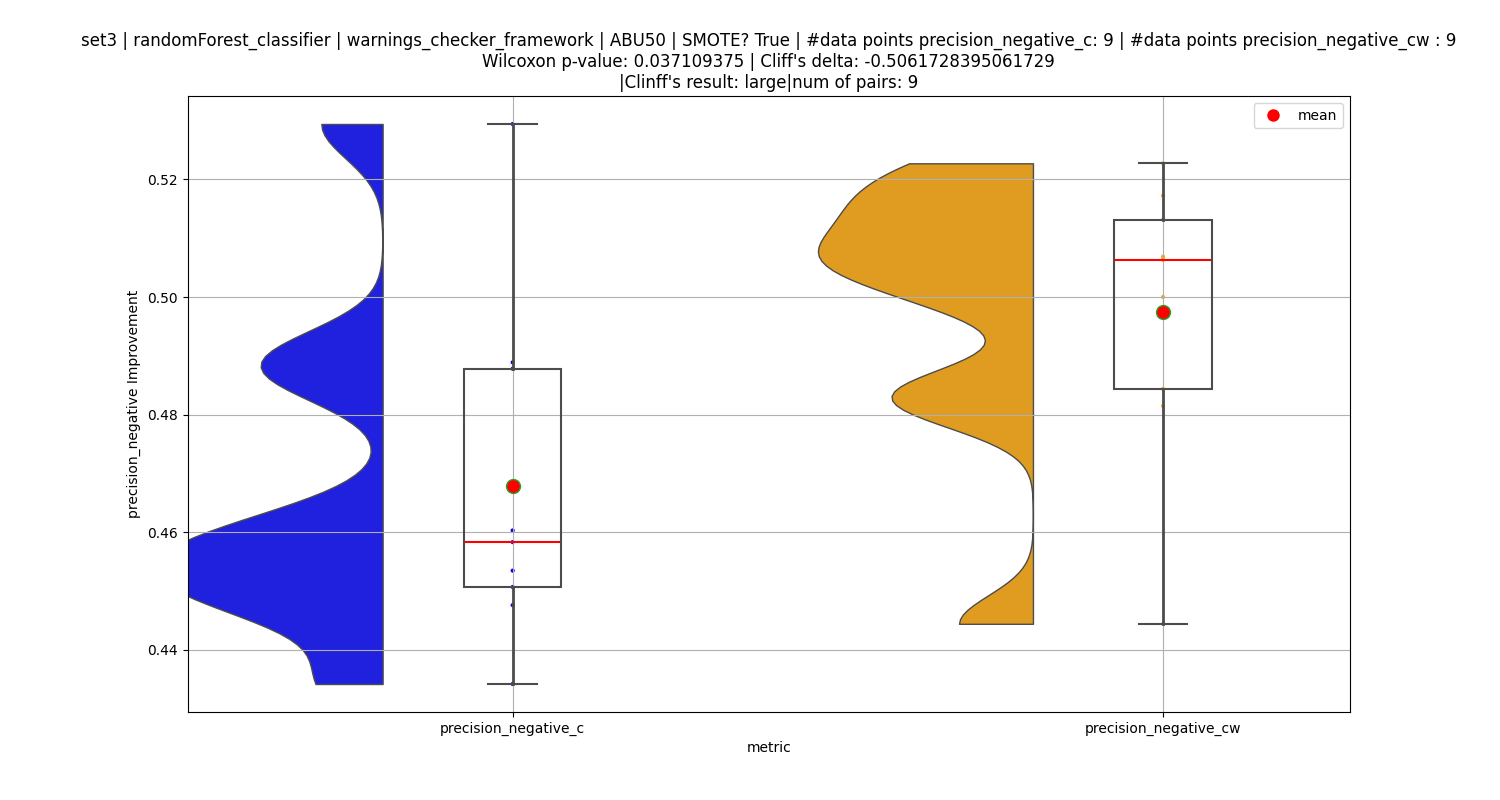 set3 | randomForest_classifier | warnings_checker_framework | ABU50 | SMOTE? True | #data points precision_negative_c: 9 | #data points precision_negative_cw : 9
Wilcoxon p-value: 0.037109375 | Cliff's delta: -0.5061728395061729
|Clinff's result: large|num of pairs: 9
mean
0.52
0.50
0.48
0.46
0.44
precision_negative Improvement
precision_negative_c
precision_negative_cw
metric